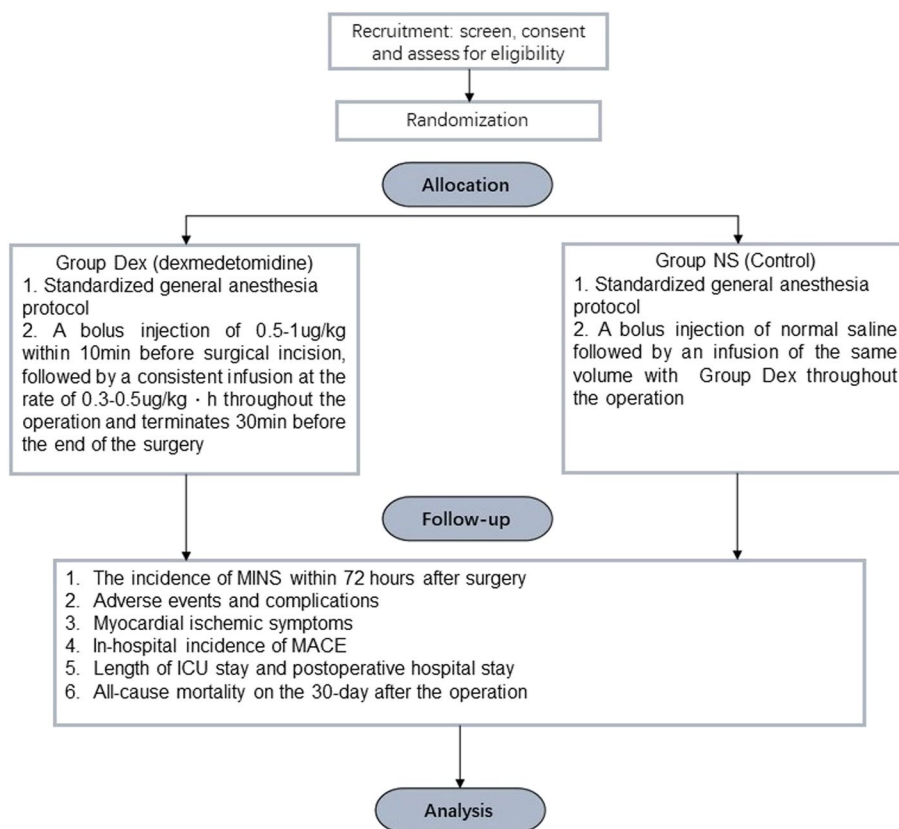 Recruitment: screen, consent
and assess for eligibility
Randomization
Allocation
Group Dex (dexmedetomidine)
1. Standardized general anesthesia
protocol
2. A bolus injection of 0.5-1ug/kg
within 10min before surgical incision,
followed by a consistent infusion at the
rate of 0.3-0.5ug/kg · h throughout the
operation and terminates 30min before
the end of the surgery
Group NS (Control)
1. Standardized general anesthesia
protocol
2. A bolus injection of normal saline
followed by an infusion of the same
volume with Group Dex throughout
the operation
Follow-up
1. The incidence of MINS within 72 hours after surgery
2. Adverse events and complications
3. Myocardial ischemic symptoms
4. In-hospital incidence of MACE
5. Length of ICU stay and postoperative hospital stay
6. All-cause mortality on the 30-day after the operation
Analysis